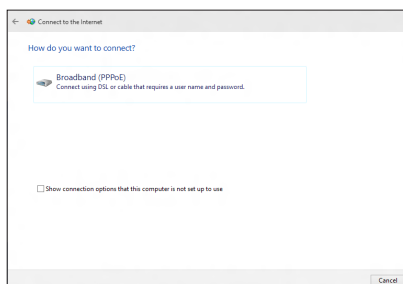 Connect to the Internet
How do you want to connect?
Broadband (PPPoE)
Connect using DSL or cable that requires a user name and password.
Show connection options that this computer is not set up to use
Cancel